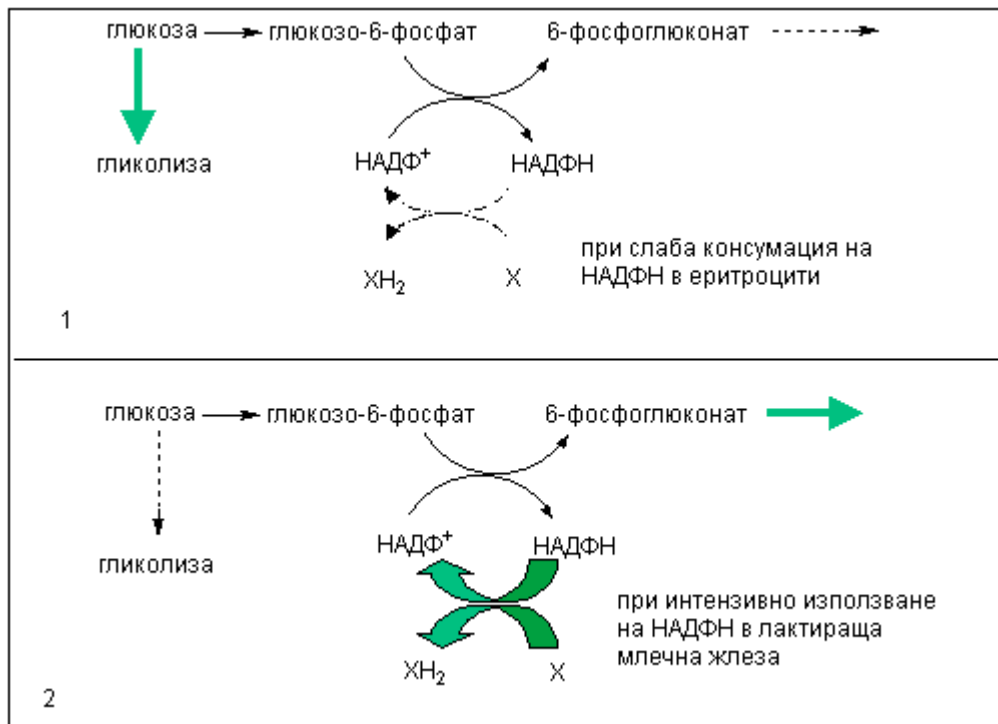 глюкоза глюкозо-6-фосфат 6-фосфоглюконат
гликолиза НАДФ⁺ НАДФН
XH₂ X
при слаба консумация на
НАДФН в еритроцити
1
глюкоза глюкозо-6-фосфат 6-фосфоглюконат
НАДФ⁺ НАДФН
гликолиза
при интензивно използване
на НАДФН в лактираща
млечна жлеза
XH₂ X
2